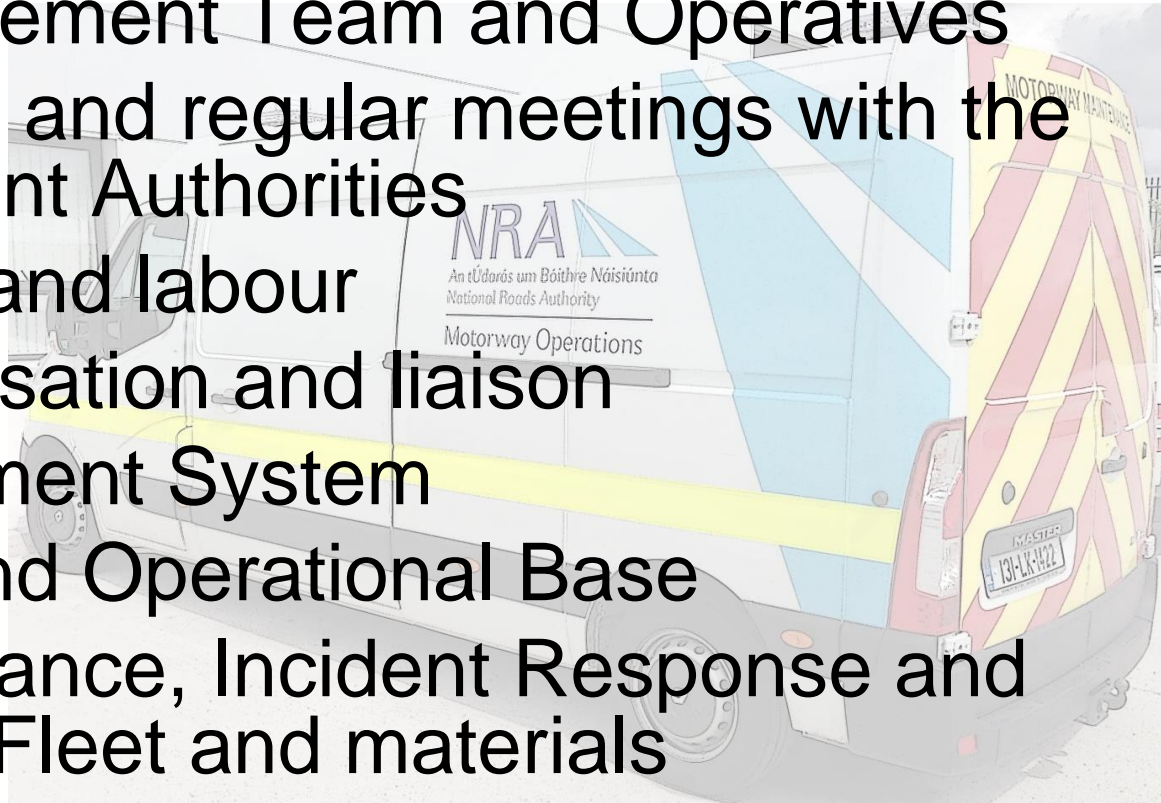 ement Team and Operatives
and regular meetings with the
nt Authorities
and labour
sation and liaison
ment System
nd Operational Base
ance, Incident Response and
Fleet and materials
MOTORWAY MAINTENANCE
NRA
An tÚdarás um Bóithre Náisiúnta
National Roads Authority
Motorway Operations
MASTER
131-LK-1422